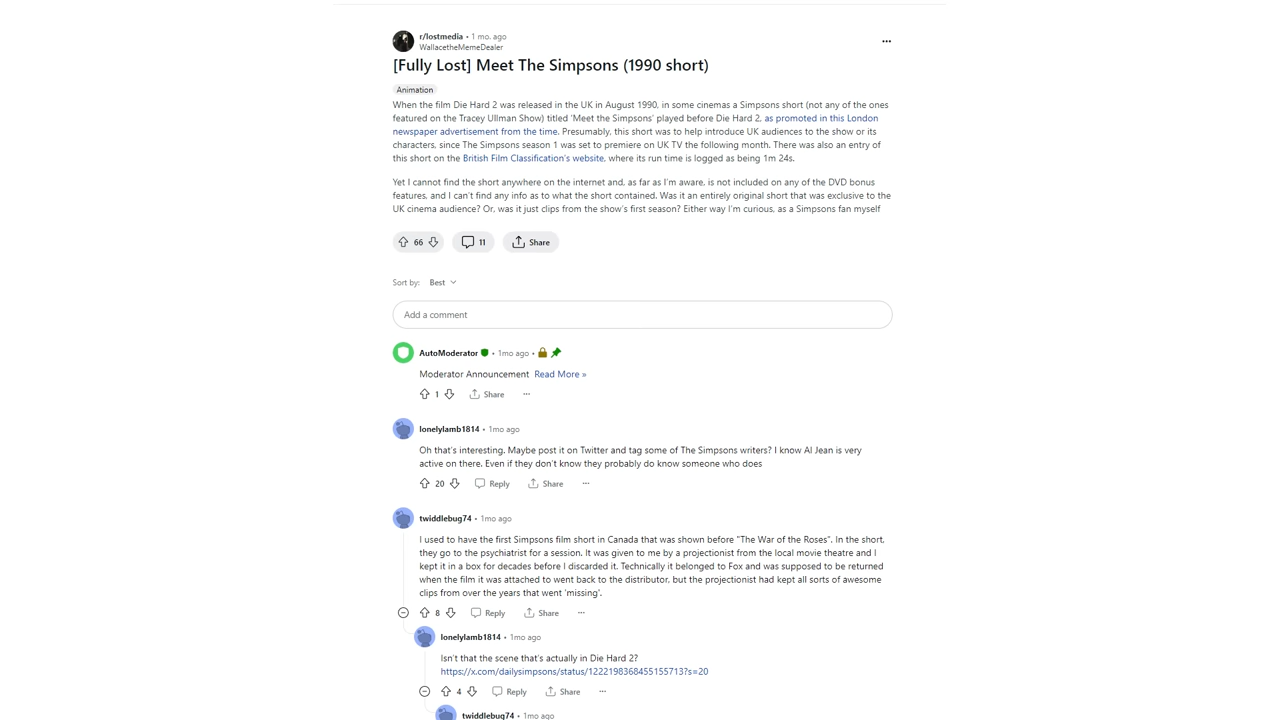 r/lostmedia • 1 mo. ago
WallacetheMemeDealer
[Fully Lost] Meet The Simpsons (1990 short)
Animation
When the film Die Hard 2 was released in the UK in August 1990, in some cinemas a Simpsons short (not any of the ones
featured on the Tracey Ullman Show) titled 'Meet the Simpsons' played before Die Hard 2, as promoted in this London
newspaper advertisement from the time. Presumably, this short was to help introduce UK audiences to the show or its
characters, since The Simpsons season 1 was set to premiere on UK TV the following month. There was also an entry of
this short on the British Film Classification's website, where its run time is logged as being 1m 24s.
Yet I cannot find the short anywhere on the internet and, as far as I'm aware, is not included on any of the DVD bonus
features, and I can't find any info as to what the short contained. Was it an entirely original short that was exclusive to the
UK cinema audience? Or, was it just clips from the show's first season? Either way I'm curious, as a Simpsons fan myself
66 11 Share
Sort by: Best
Add a comment
AutoModerator • 1mo ago •
Moderator Announcement Read More »
1 Share ...
lonelylamb1814 • 1mo ago
Oh that's interesting. Maybe post it on Twitter and tag some of The Simpsons writers? I know Al Jean is very
active on there. Even if they don't know they probably do know someone who does
20 Reply Share ...
twiddlebug74 • 1mo ago
I used to have the first Simpsons film short in Canada that was shown before "The War of the Roses". In the short,
they go to the psychiatrist for a session. It was given to me by a projectionist from the local movie theatre and I
kept it in a box for decades before I discarded it. Technically it belonged to Fox and was supposed to be returned
when the film it was attached to went back to the distributor, but the projectionist had kept all sorts of awesome
clips from over the years that went 'missing'.
8 Reply Share ...
lonelylamb1814 • 1mo ago
Isn't that the scene that's actually in Die Hard 2?
https://x.com/dailysimpsons/status/1222198368455155713?s=20
4 Reply Share ...
twiddlebug74 • 1mo ago